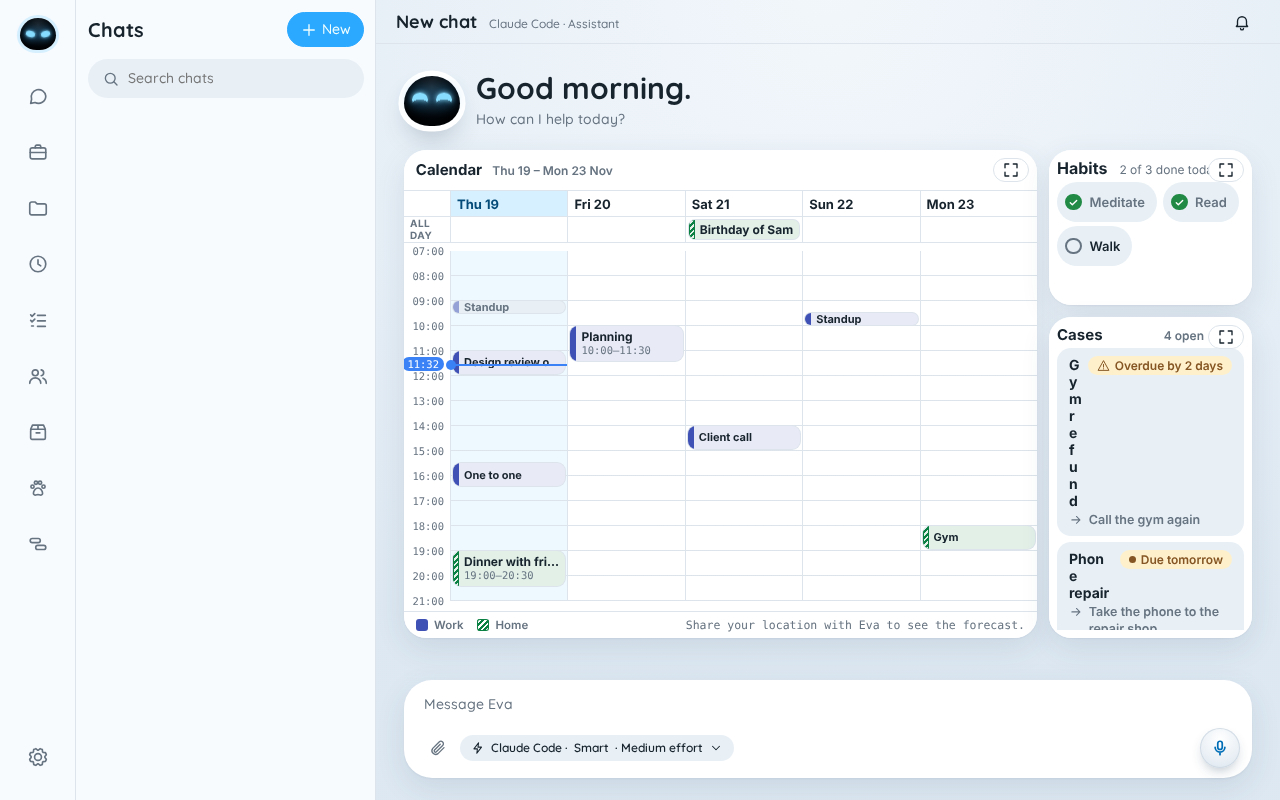 Chats
New
Search chats
New chat
Claude Code · Assistant
Good morning.
How can I help today?
Calendar
Thu 19 – Mon 23 Nov
Thu 19
Fri 20
Sat 21
Sun 22
Mon 23
ALL
DAY
Birthday of Sam
07:00
08:00
09:00
10:00
11:00
11:32
12:00
13:00
14:00
15:00
16:00
17:00
18:00
19:00
20:00
21:00
Standup
Design review o
One to one
Dinner with fri...
19:00–20:30
Planning
10:00–11:30
Client call
Standup
Gym
Work
Home
Share your location with Eva to see the forecast.
Habits
2 of 3 done
Meditate
Read
Walk
Cases
4 open
G
y
m
r
e
f
u
n
d
Overdue by 2 days
→ Call the gym again
Phon
e
repair
Due tomorrow
→ Take the phone to the
repair shop
Message Eva
Claude Code · Smart · Medium effort